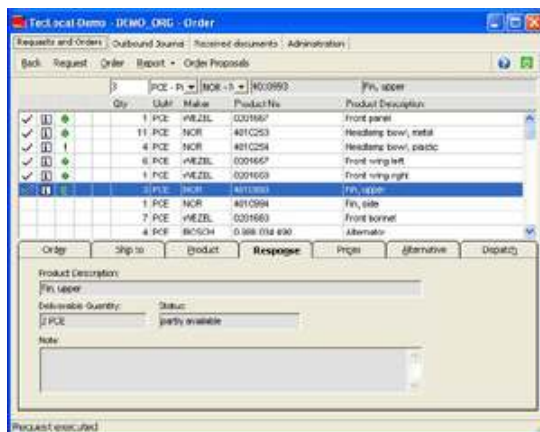 TecLocal-Demo - DEMO_ORG - Order
Requests and Orders Outbound Journal Received documents Administration
Back Request Order Report Order Proposals
3 PCE - NOR - Fin, upper
Qty UoM Maker Product No. Product Description
1 PCE WEZEL 0201667 Front panel
11 PCE NOR 401C253 Headlamp bowl, metal
4 PCE NOR 401C254 Headlamp bowl, plastic
6 PCE WEZEL Front wing left
1 PCE WEZEL Front wing right
3 PCE NOR Fin, upper
1 PCE NOR Fin, side
7 PCE WEZEL Front bonnet
4 PCE BOSCH Alternator
Order Ship to Product Response Prices Alternative Dispatch
Product Description:
Fin, upper
Deliverable Quantity: Status:
2 PCE partly available
Note:
Request executed